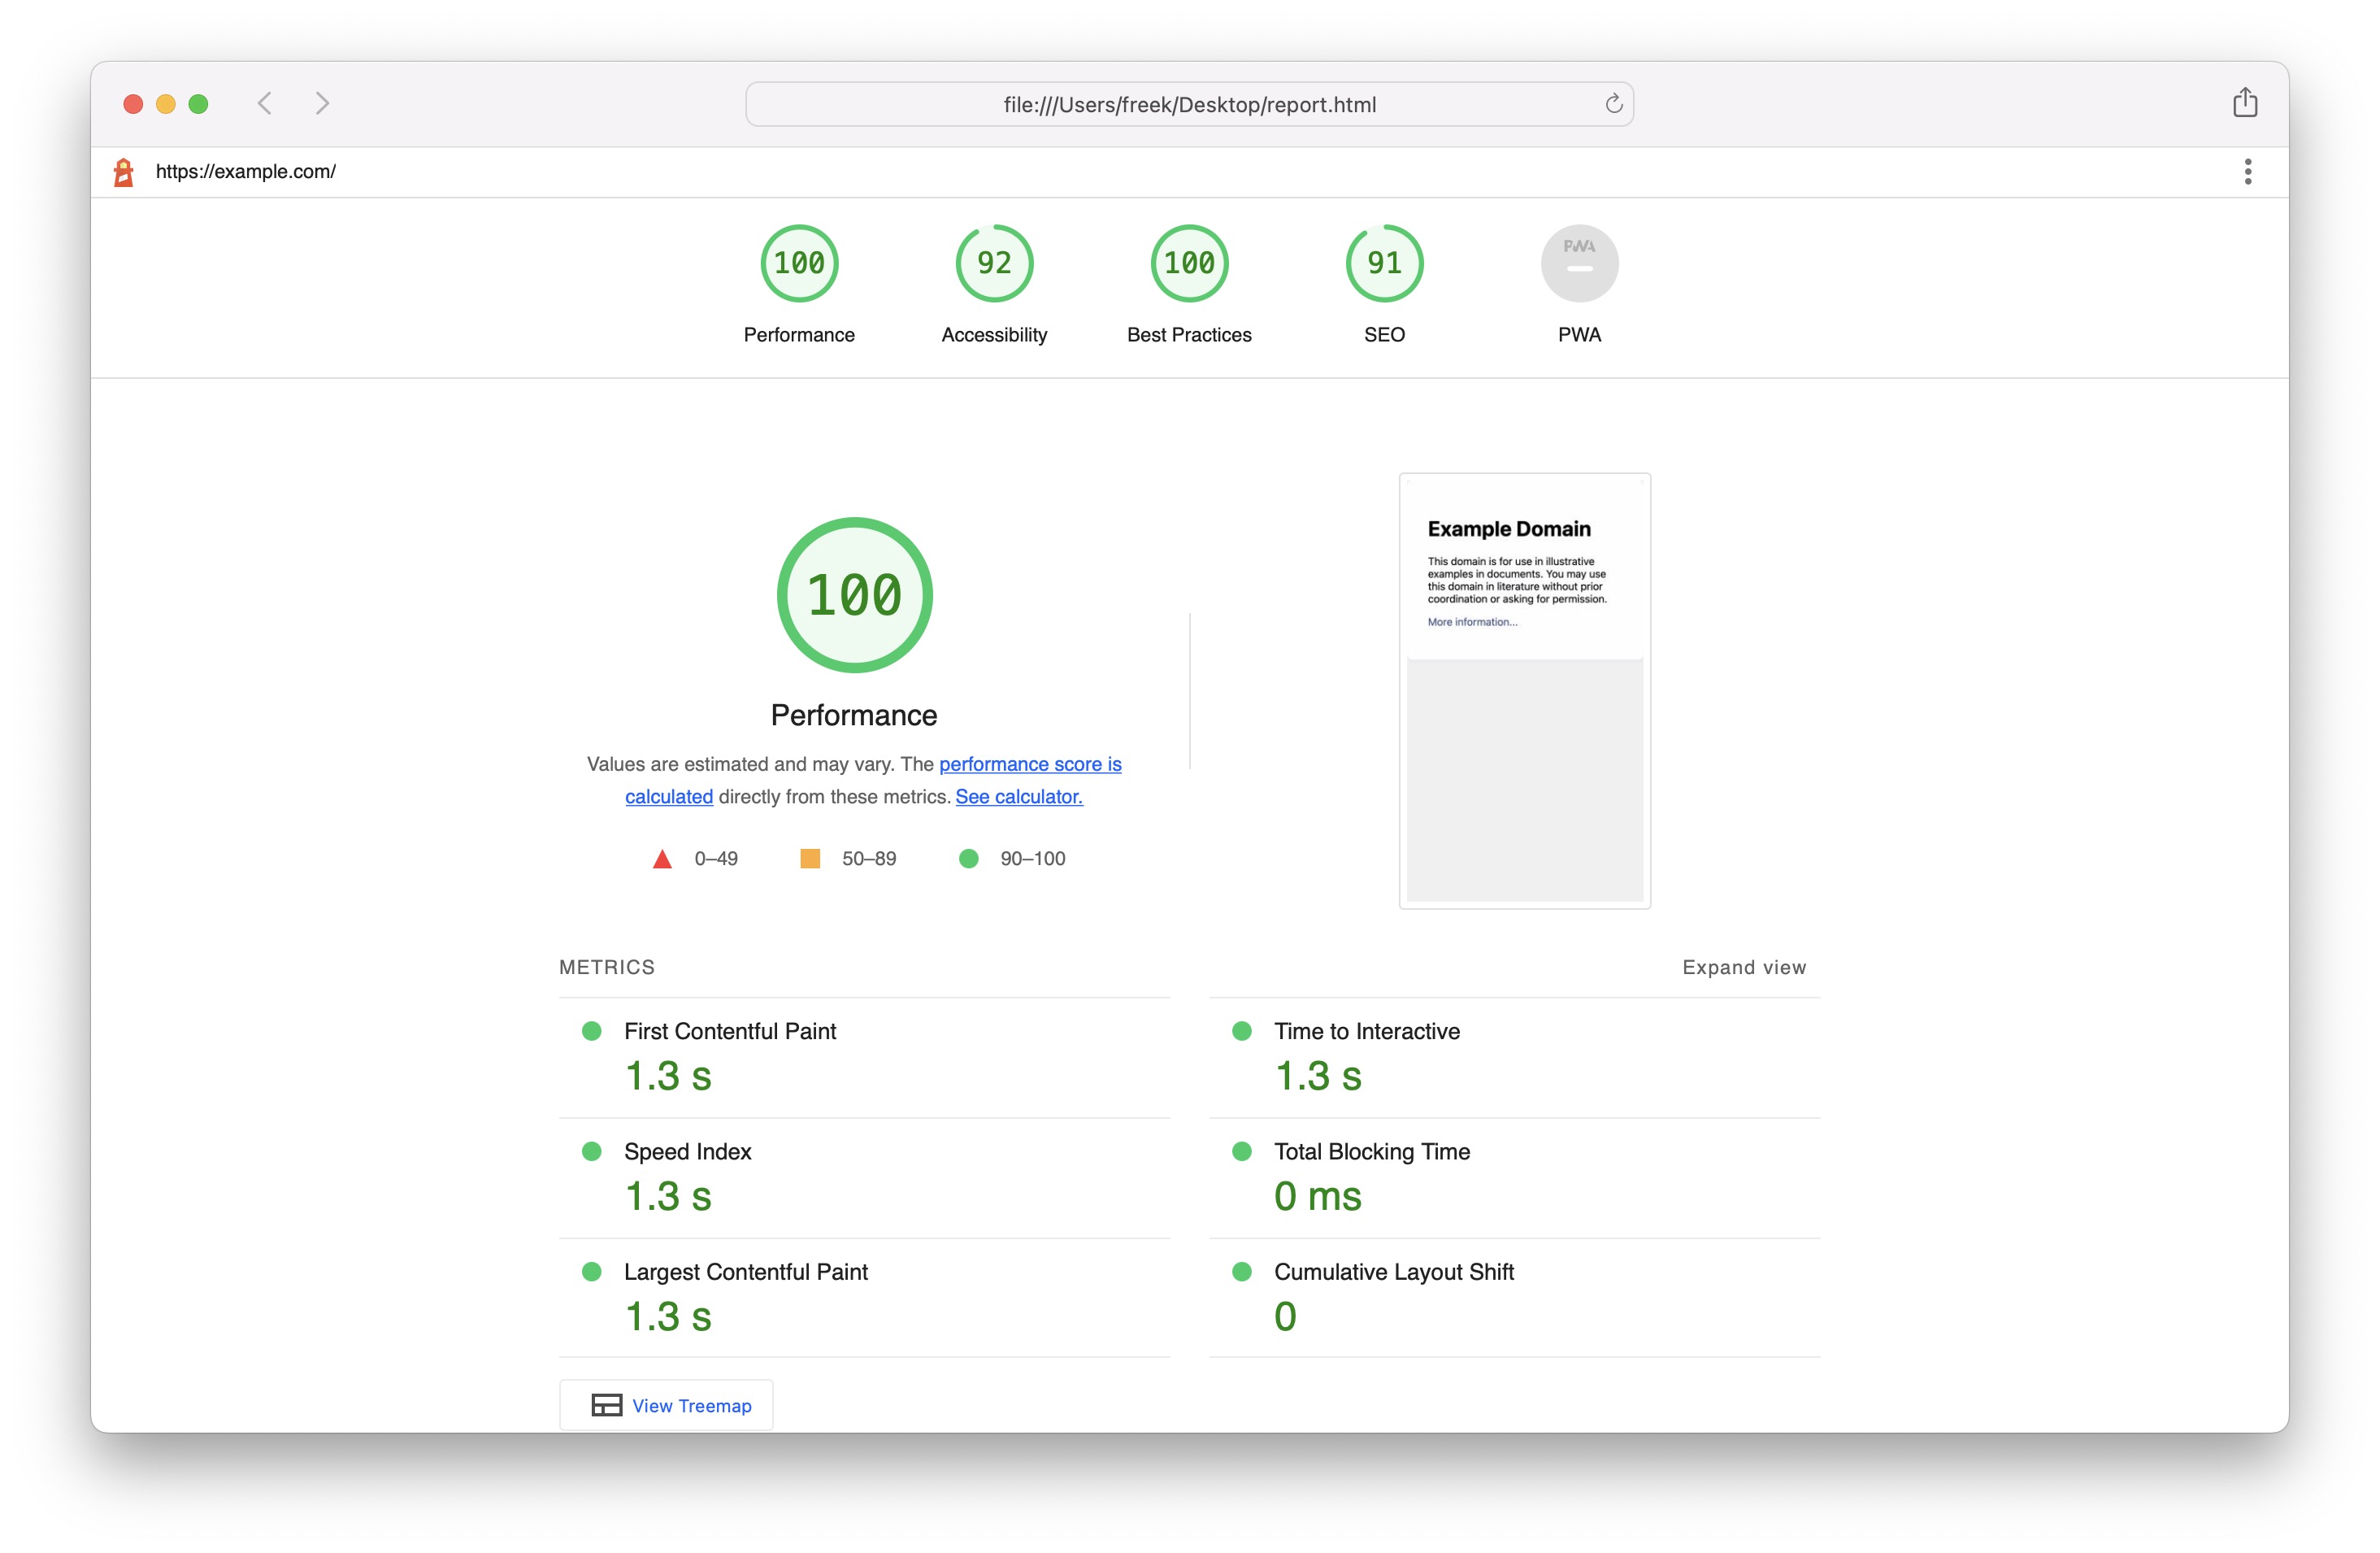 file:///Users/freek/Desktop/report.html
https://example.com/
100
92
100
91
PWA
Performance
Accessibility
Best Practices
SEO
PWA
100
Performance
Values are estimated and may vary. The performance score is
calculated directly from these metrics. See calculator.
0–49
50–89
90–100
Example Domain
This domain is for use in illustrative
examples in documents. You may use
this domain in literature without prior
coordination or asking for permission.
More information...
METRICS
Expand view
First Contentful Paint
1.3 s
Time to Interactive
1.3 s
Speed Index
1.3 s
Total Blocking Time
0 ms
Largest Contentful Paint
1.3 s
Cumulative Layout Shift
0
View Treemap